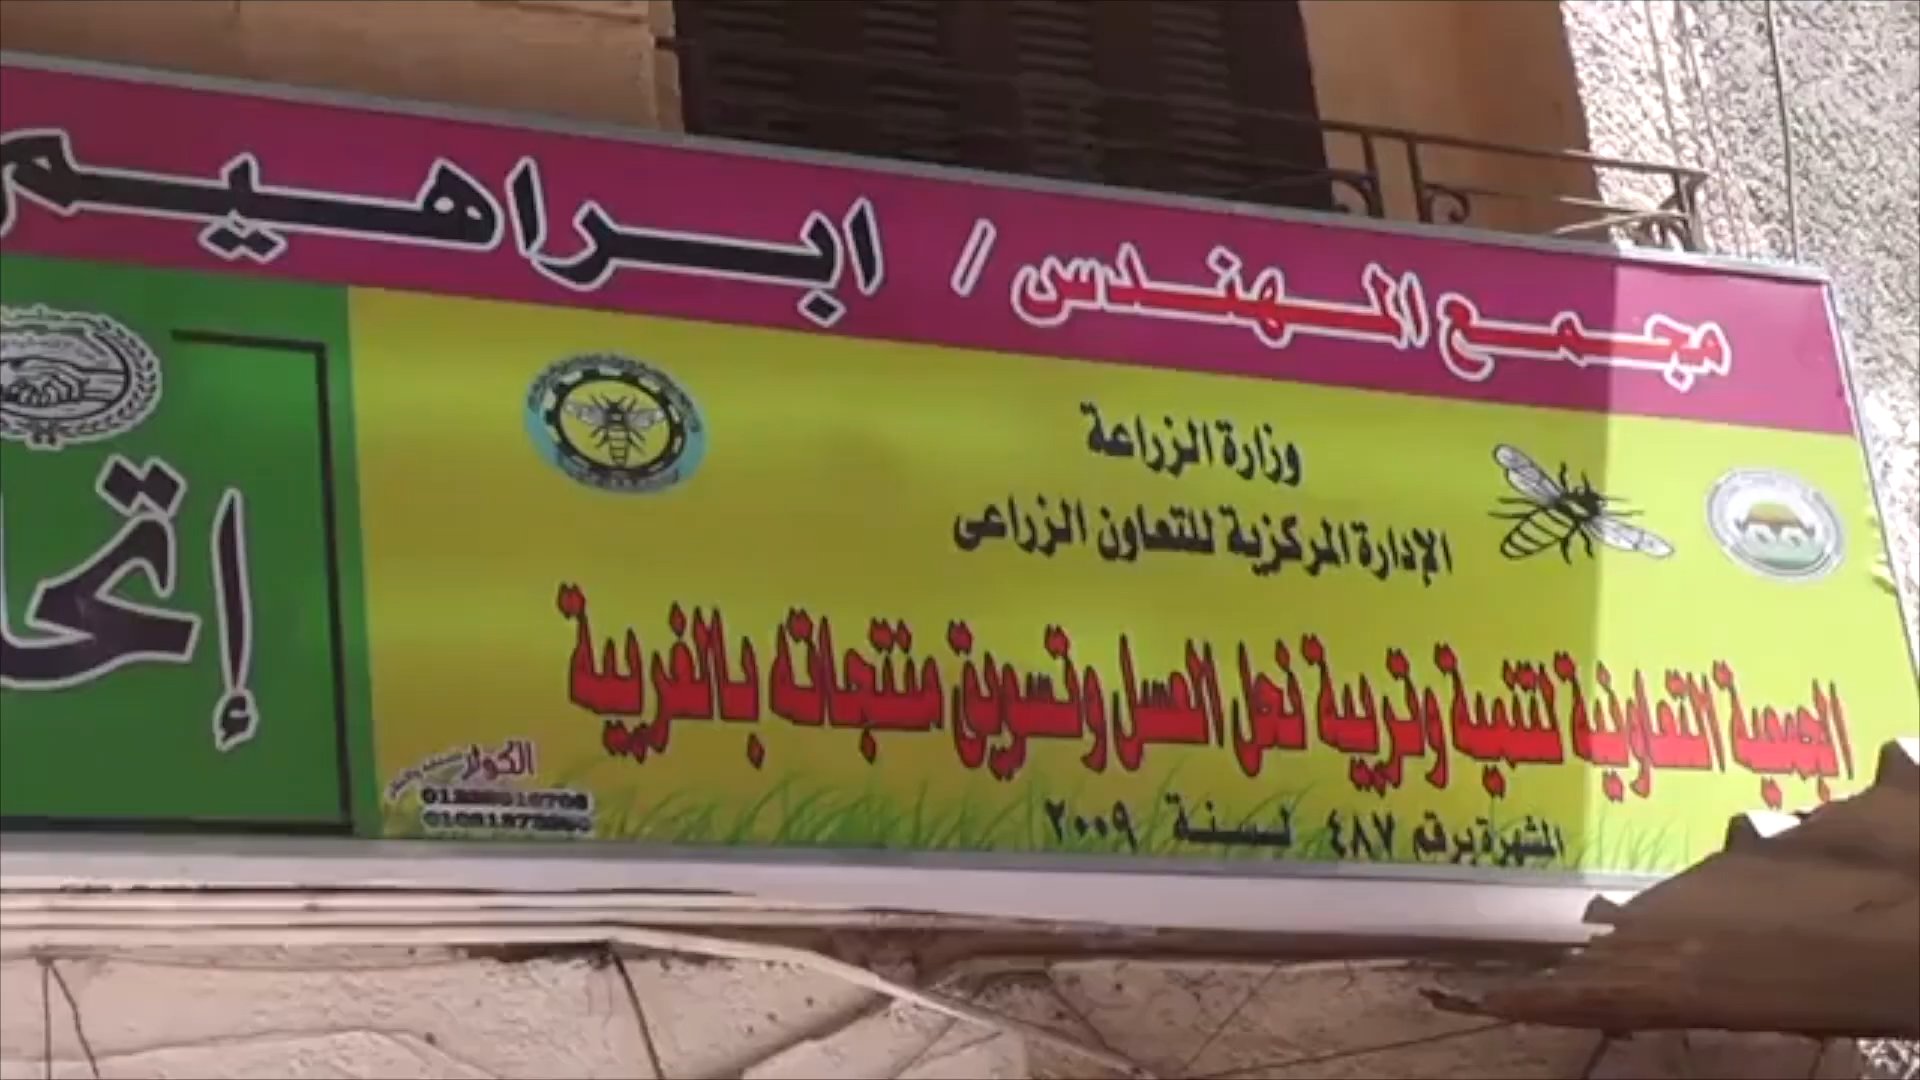 مجمع المهندس / ابراهيم
وزارة الزراعة
الإدارة المركزية للتعاون الزراعى
الجمعية التعاونية لتنمية وتربية نحل العسل وتسويق منتجاته بالغربية
المشهرة برقم ٤٨٧ لسنة ٢٠٠٩